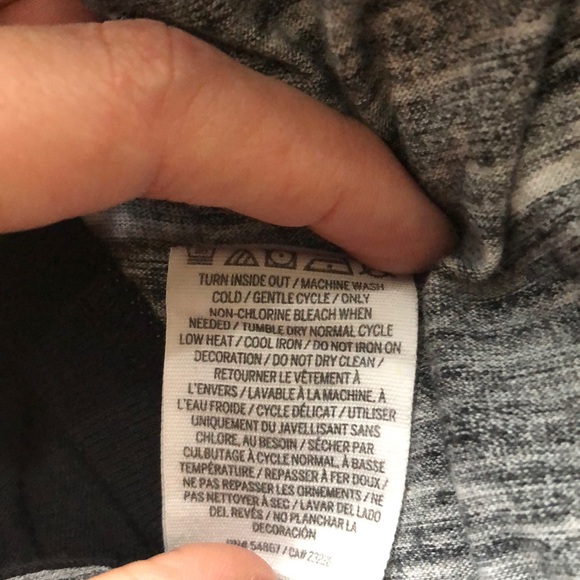 TURN INSIDE OUT / MACHINE WASH
COLD / GENTLE CYCLE / ONLY
NON-CHLORINE BLEACH WHEN
NEEDED / TUMBLE DRY NORMAL CYCLE
LOW HEAT / COOL IRON / DO NOT IRON ON
DECORATION / DO NOT DRY CLEAN /
RETOURNER LE VÊTEMENT À
L'ENVERS / LAVABLE À LA MACHINE, À
L'EAU FROIDE / CYCLE DÉLICAT / UTILISER
UNIQUEMENT DU JAVELLISANT SANS
CHLORE, AU BESOIN / SÉCHER PAR
CULBUTAGE À CYCLE NORMAL, À BASSE
TEMPÉRATURE / REPASSER À FER DOUX /
NE PAS REPASSER LES ORNEMENTS / NE
PAS NETTOYER À SEC / LAVAR DEL LADO
DEL REVÉS / NO PLANCHAR LA
DECORACIÓN
RN# 54867 / CA#